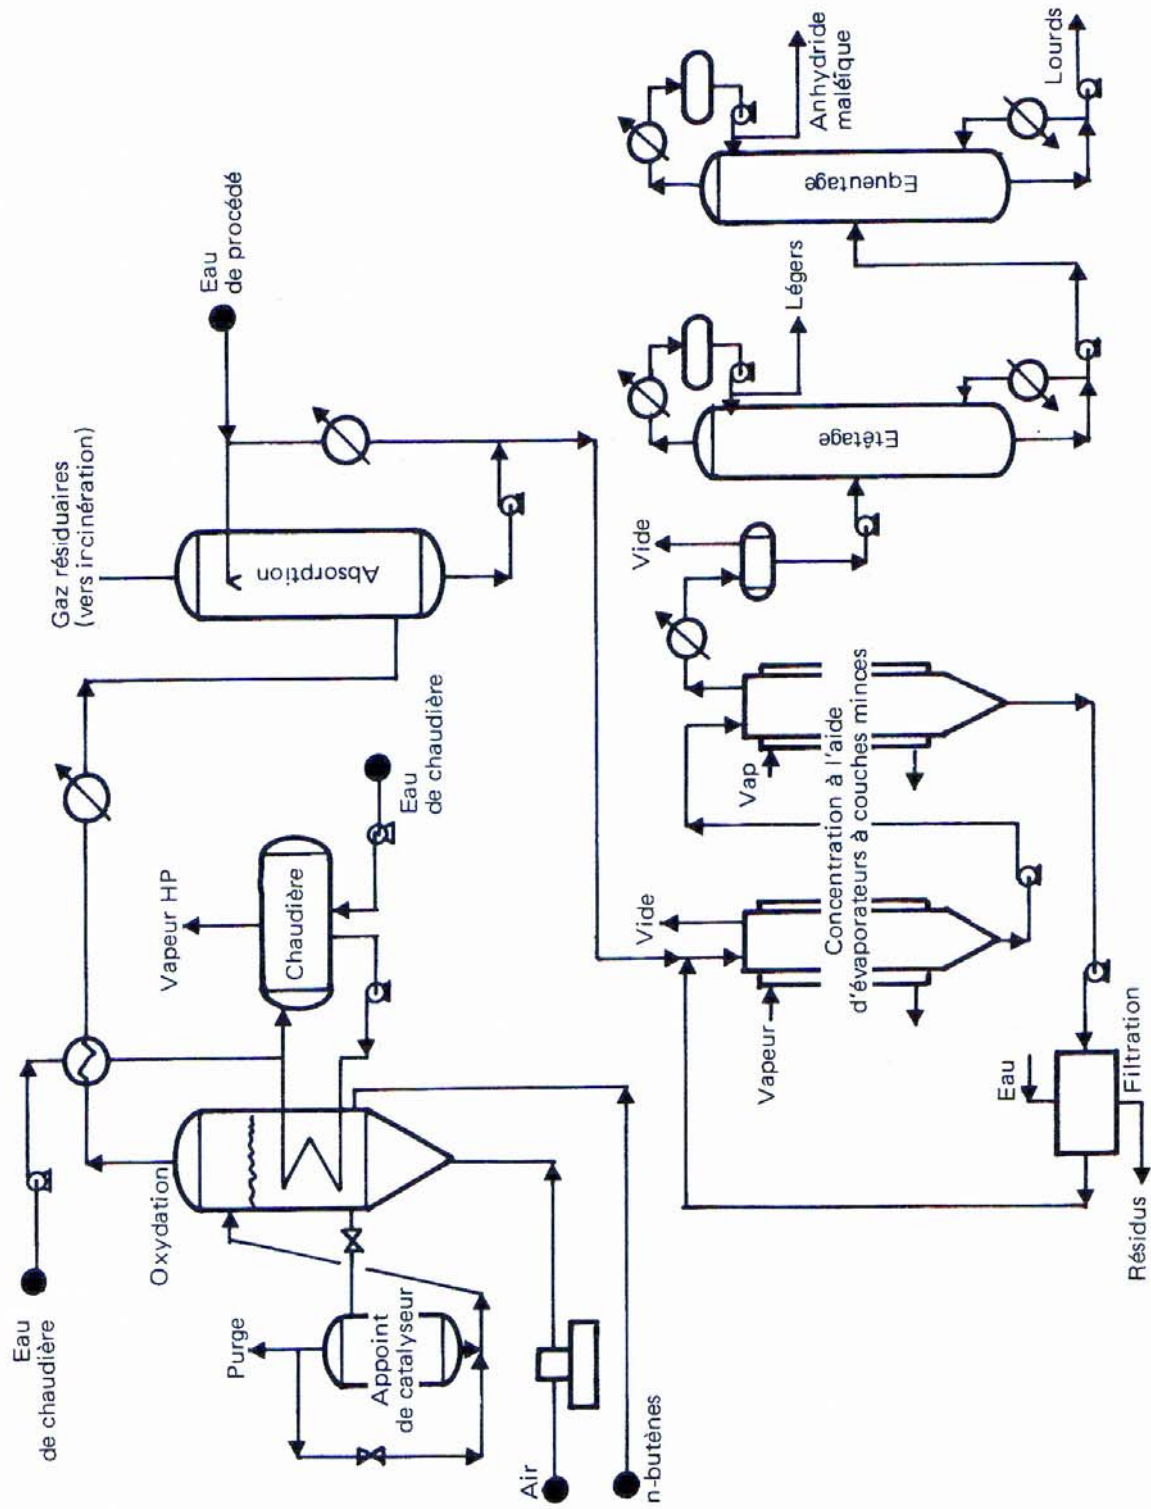 Eau
de chaudière
Oxydation
Purge
Appoint
de catalyseur
Air
n-butènes
Vapeur HP
Chaudière
Eau
de chaudière
Gaz résiduaires
(vers incinération)
Absorption
Eau
de procédé
Vide
Vapeur
Concentration à l'aide
d'évaporateurs à couches minces
Vap
Eau
Filtration
Résidus
Vide
Etêtage
Légers
Equeutage
Anhydride
maléïque
Lourds